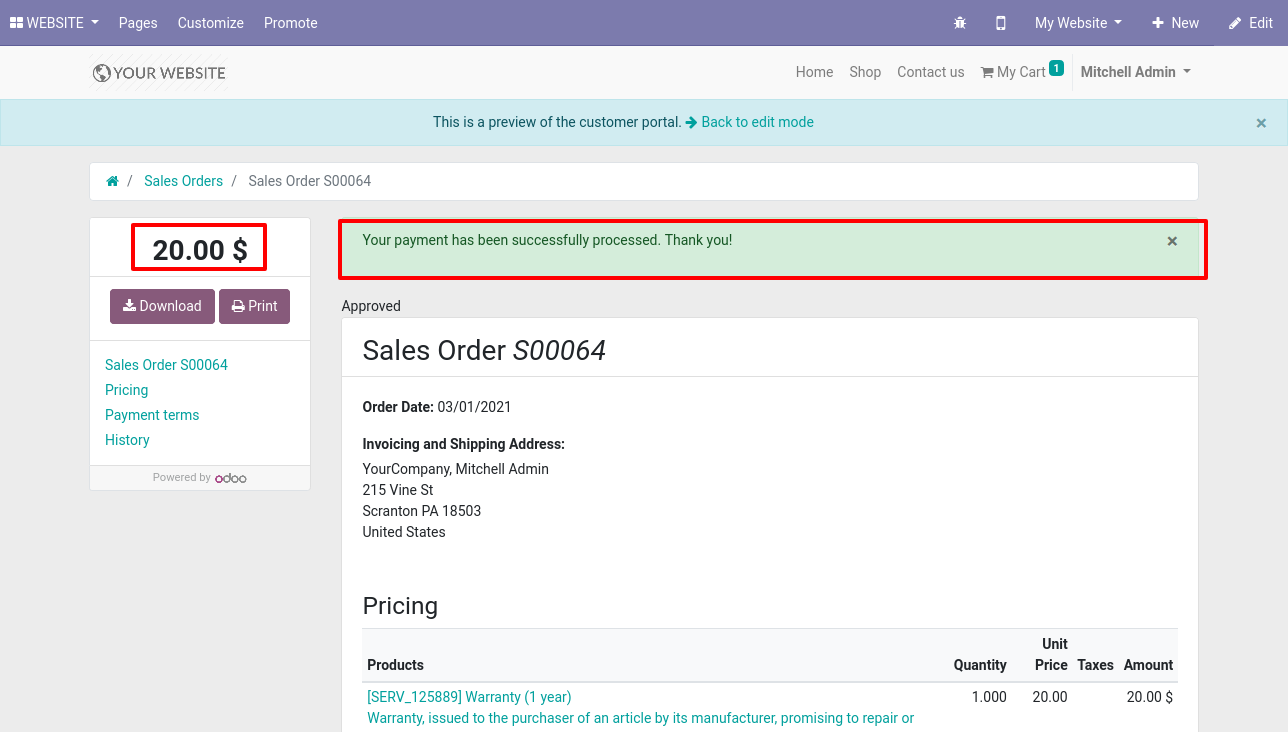 WEBSITE Pages Customize Promote My Website New Edit
YOUR WEBSITE Home Shop Contact us My Cart 1 Mitchell Admin
This is a preview of the customer portal. Back to edit mode ×
/ Sales Orders / Sales Order S00064
20.00 $
Download Print
Sales Order S00064
Pricing
Payment terms
History
Powered by odoo
Your payment has been successfully processed. Thank you! ×
Approved
Sales Order S00064
Order Date: 03/01/2021
Invoicing and Shipping Address:
YourCompany, Mitchell Admin
215 Vine St
Scranton PA 18503
United States
Pricing
Products Quantity Unit Price Taxes Amount
[SERV_125889] Warranty (1 year) 1.000 20.00 20.00 $
Warranty, issued to the purchaser of an article by its manufacturer, promising to repair or